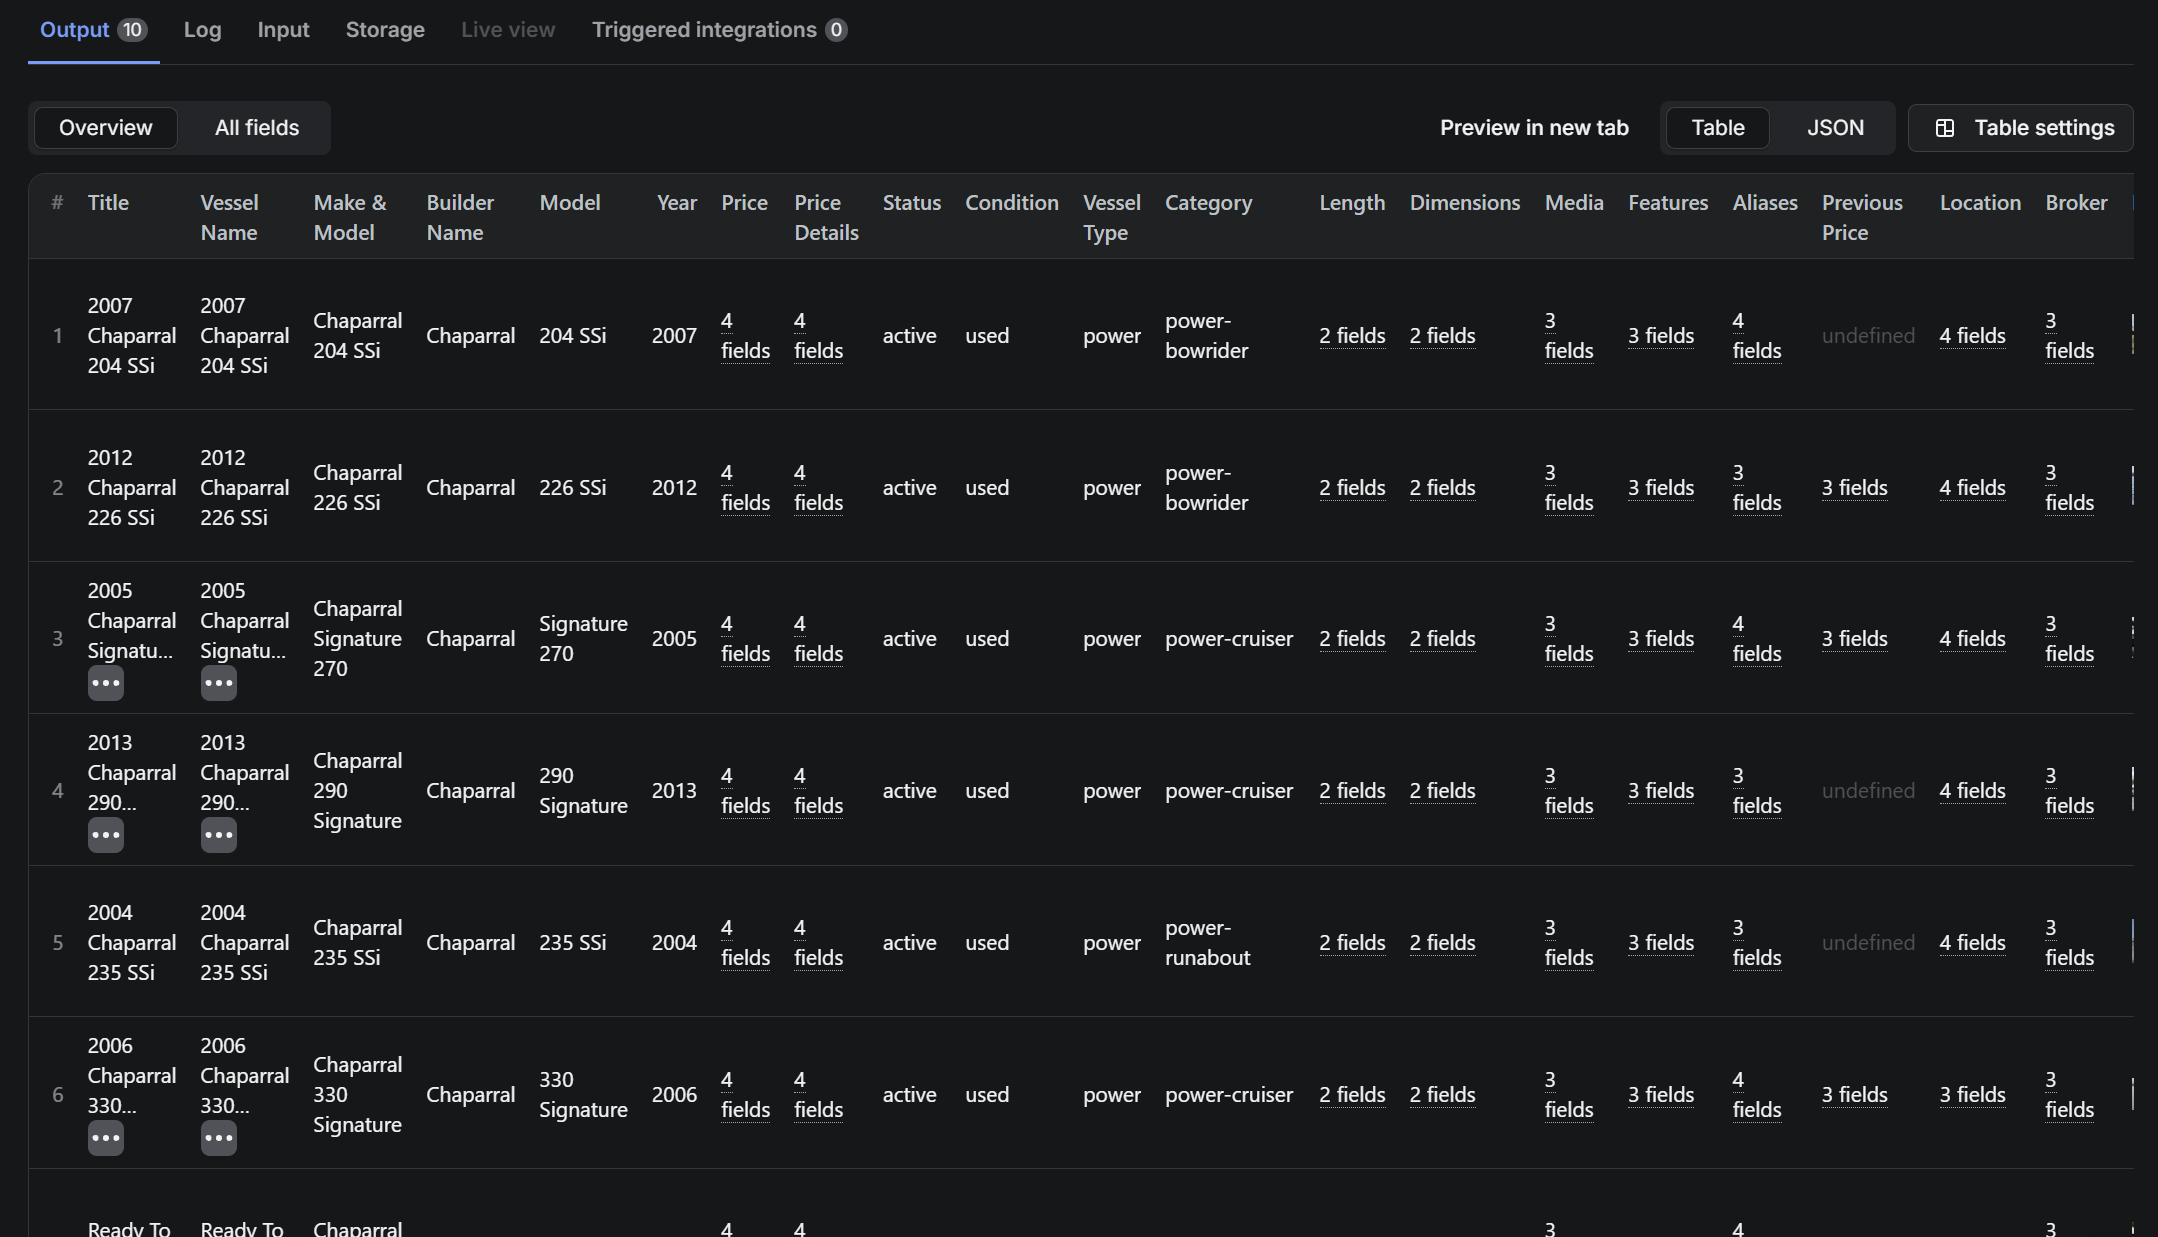 Output 10 Log Input Storage Live view Triggered integrations 0
Overview All fields Preview in new tab Table JSON Table settings
# Title Vessel Name Make & Model Builder Name Model Year Price Price Details Status Condition Vessel Type Category Length Dimensions Media Features Aliases Previous Price Location Broker
1 2007 Chaparral 204 SSi 2007 Chaparral 204 SSi Chaparral 204 SSi Chaparral 204 SSi 2007 4 fields 4 fields active used power power-bowrider 2 fields 2 fields 3 fields 3 fields 4 fields undefined 4 fields 3 fields
2 2012 Chaparral 226 SSi 2012 Chaparral 226 SSi Chaparral 226 SSi Chaparral 226 SSi 2012 4 fields 4 fields active used power power-bowrider 2 fields 2 fields 3 fields 3 fields 3 fields 3 fields 4 fields 3 fields
3 2005 Chaparral Signatu... 2005 Chaparral Signatu... Chaparral Signature 270 Chaparral Signature 270 2005 4 fields 4 fields active used power power-cruiser 2 fields 2 fields 3 fields 3 fields 4 fields 3 fields 4 fields 3 fields
4 2013 Chaparral 290... 2013 Chaparral 290... Chaparral 290 Signature Chaparral 290 Signature 2013 4 fields 4 fields active used power power-cruiser 2 fields 2 fields 3 fields 3 fields 3 fields undefined 4 fields 3 fields
5 2004 Chaparral 235 SSi 2004 Chaparral 235 SSi Chaparral 235 SSi Chaparral 235 SSi 2004 4 fields 4 fields active used power power-runabout 2 fields 2 fields 3 fields 3 fields 3 fields undefined 4 fields 3 fields
6 2006 Chaparral 330... 2006 Chaparral 330... Chaparral 330 Signature Chaparral 330 Signature 2006 4 fields 4 fields active used power power-cruiser 2 fields 2 fields 3 fields 3 fields 4 fields 3 fields 3 fields 3 fields
Ready To Ready To Chaparral 4 4 3 4 3